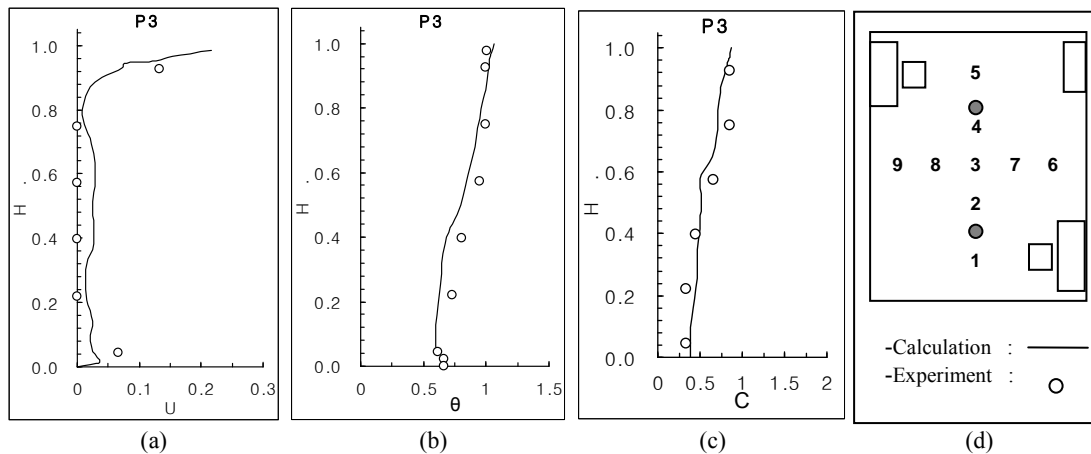 P3
1.0
0.8
0.6
0.4
0.2
0.0
H .
0 0.1 0.2 0.3
U
(a)
P3
1.0
0.8
0.6
0.4
0.2
0.0
H .
0 0.5 1 1.5
θ
(b)
P3
1.0
0.8
0.6
0.4
0.2
0.0
H .
0 0.5 1 1.5 2
C
(c)
5
4
9 8 3 7 6
2
1
-Calculation :
-Experiment :
(d)